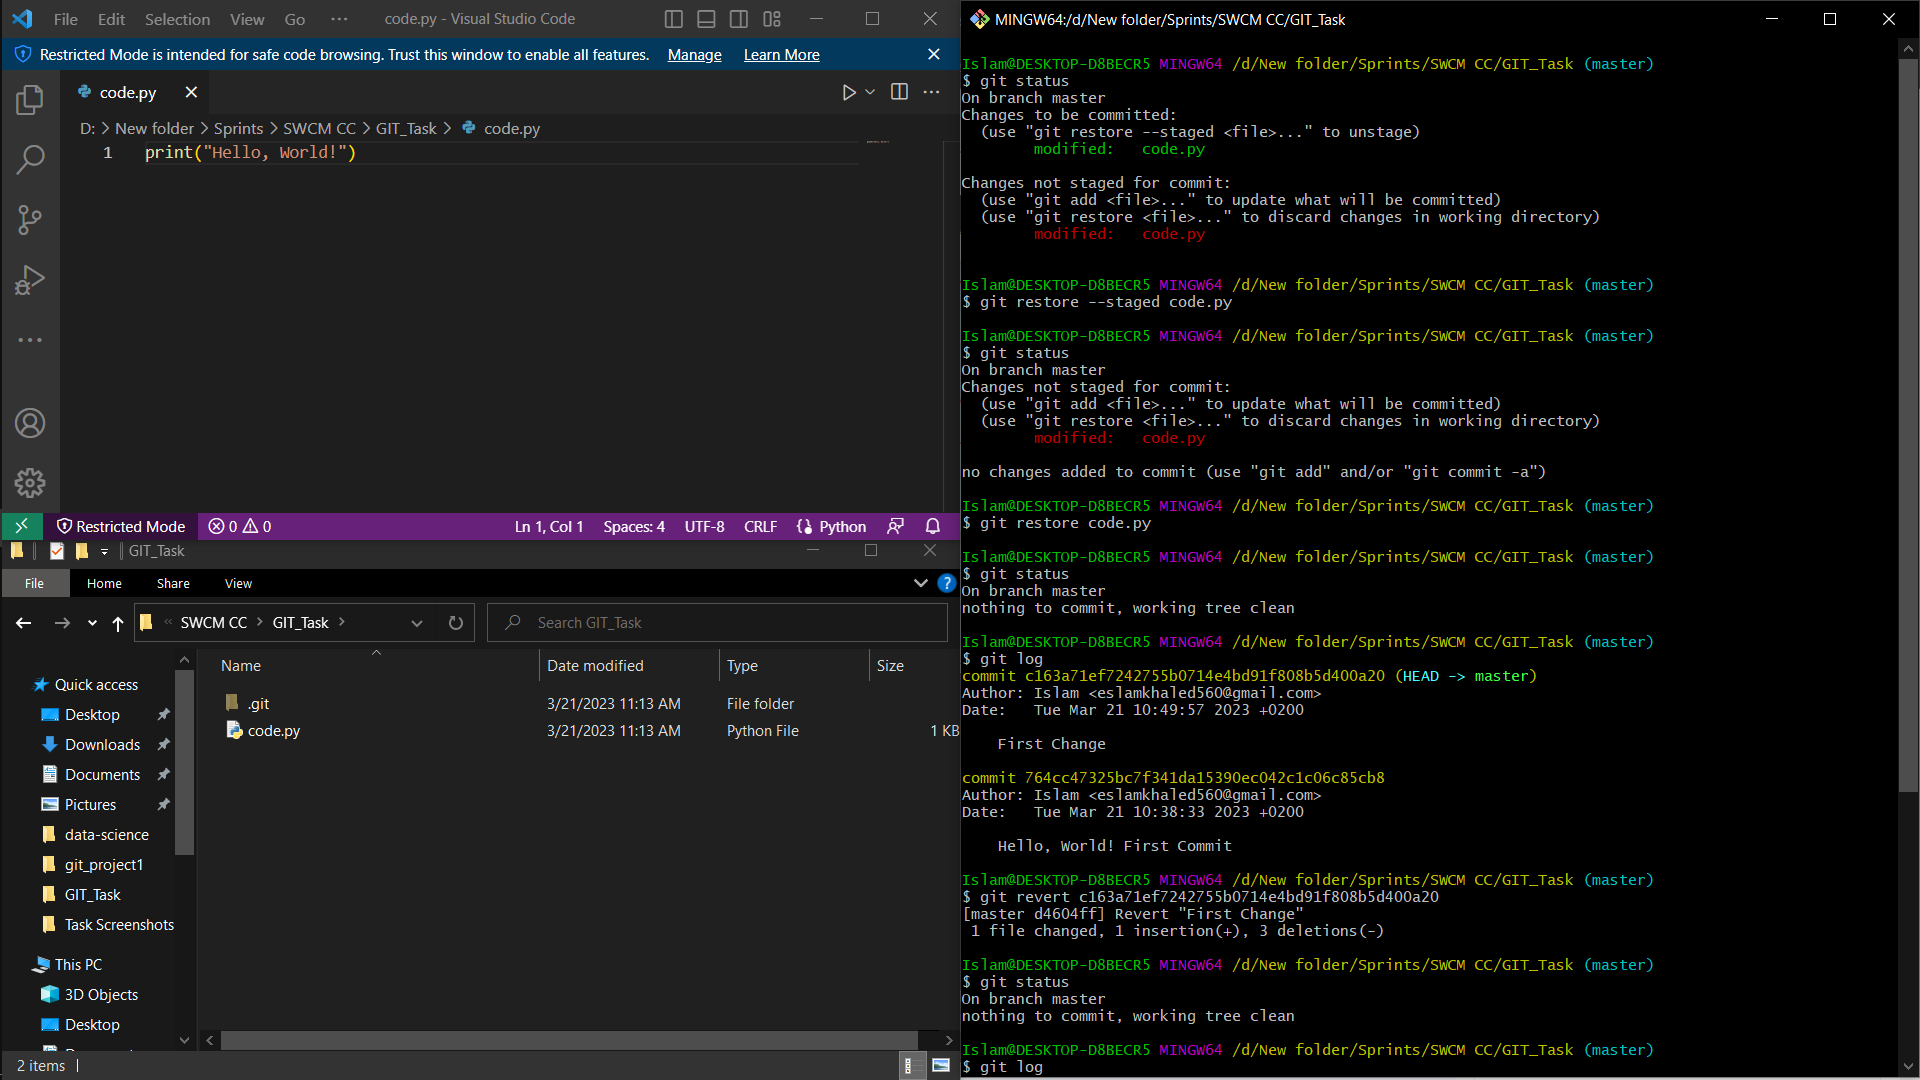 File Edit Selection View Go ··· code.py - Visual Studio Code
Restricted Mode is intended for safe code browsing. Trust this window to enable all features. Manage Learn More
code.py
D: > New folder > Sprints > SWCM CC > GIT_Task > code.py
1 print("Hello, World!")
Restricted Mode 0 0 Ln 1, Col 1 Spaces: 4 UTF-8 CRLF Python
GIT_Task
File Home Share View
« SWCM CC > GIT_Task > Search GIT_Task
Name Date modified Type Size
.git 3/21/2023 11:13 AM File folder
code.py 3/21/2023 11:13 AM Python File 1 KB
Quick access
Desktop
Downloads
Documents
Pictures
data-science
git_project1
GIT_Task
Task Screenshots
This PC
3D Objects
Desktop
2 items
MINGW64:/d/New folder/Sprints/SWCM CC/GIT_Task
Islam@DESKTOP-D8BECR5 MINGW64 /d/New folder/Sprints/SWCM CC/GIT_Task (master)
$ git status
On branch master
Changes to be committed:
(use "git restore --staged <file>..." to unstage)
modified: code.py
Changes not staged for commit:
(use "git add <file>..." to update what will be committed)
(use "git restore <file>..." to discard changes in working directory)
modified: code.py
Islam@DESKTOP-D8BECR5 MINGW64 /d/New folder/Sprints/SWCM CC/GIT_Task (master)
$ git restore --staged code.py
Islam@DESKTOP-D8BECR5 MINGW64 /d/New folder/Sprints/SWCM CC/GIT_Task (master)
$ git status
On branch master
Changes not staged for commit:
(use "git add <file>..." to update what will be committed)
(use "git restore <file>..." to discard changes in working directory)
modified: code.py
no changes added to commit (use "git add" and/or "git commit -a")
Islam@DESKTOP-D8BECR5 MINGW64 /d/New folder/Sprints/SWCM CC/GIT_Task (master)
$ git restore code.py
Islam@DESKTOP-D8BECR5 MINGW64 /d/New folder/Sprints/SWCM CC/GIT_Task (master)
$ git status
On branch master
nothing to commit, working tree clean
Islam@DESKTOP-D8BECR5 MINGW64 /d/New folder/Sprints/SWCM CC/GIT_Task (master)
$ git log
commit c163a71ef7242755b0714e4bd91f808b5d400a20 (HEAD -> master)
Author: Islam <eslamkhaled560@gmail.com>
Date: Tue Mar 21 10:49:57 2023 +0200
First Change
commit 764cc47325bc7f341da15390ec042c1c06c85cb8
Author: Islam <eslamkhaled560@gmail.com>
Date: Tue Mar 21 10:38:33 2023 +0200
Hello, World! First Commit
Islam@DESKTOP-D8BECR5 MINGW64 /d/New folder/Sprints/SWCM CC/GIT_Task (master)
$ git revert c163a71ef7242755b0714e4bd91f808b5d400a20
[master d4604ff] Revert "First Change"
1 file changed, 1 insertion(+), 3 deletions(-)
Islam@DESKTOP-D8BECR5 MINGW64 /d/New folder/Sprints/SWCM CC/GIT_Task (master)
$ git status
On branch master
nothing to commit, working tree clean
Islam@DESKTOP-D8BECR5 MINGW64 /d/New folder/Sprints/SWCM CC/GIT_Task (master)
$ git log